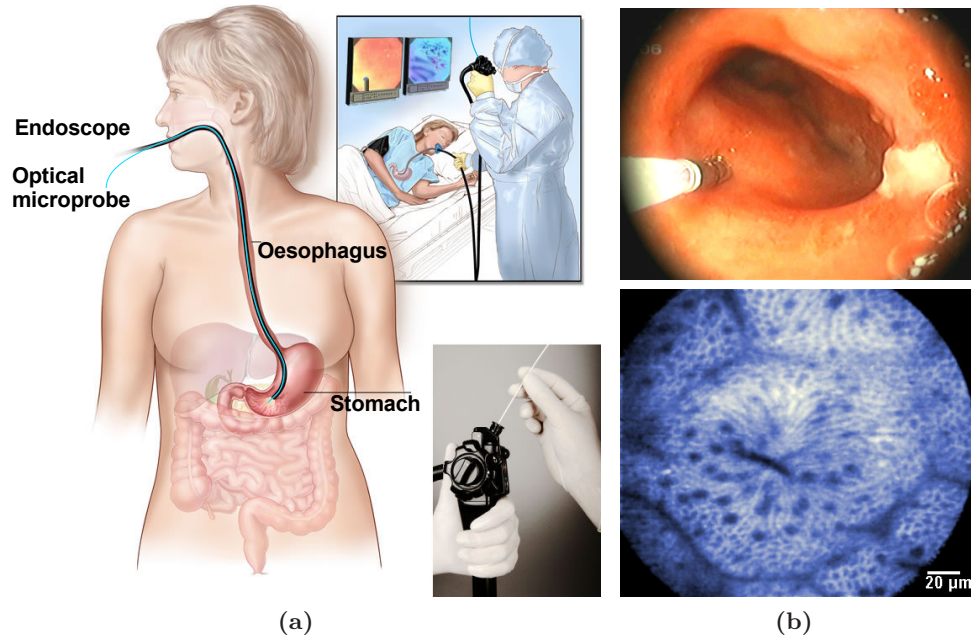 Endoscope
Optical
microprobe
Oesophagus
Stomach
20 µm
(a)
(b)